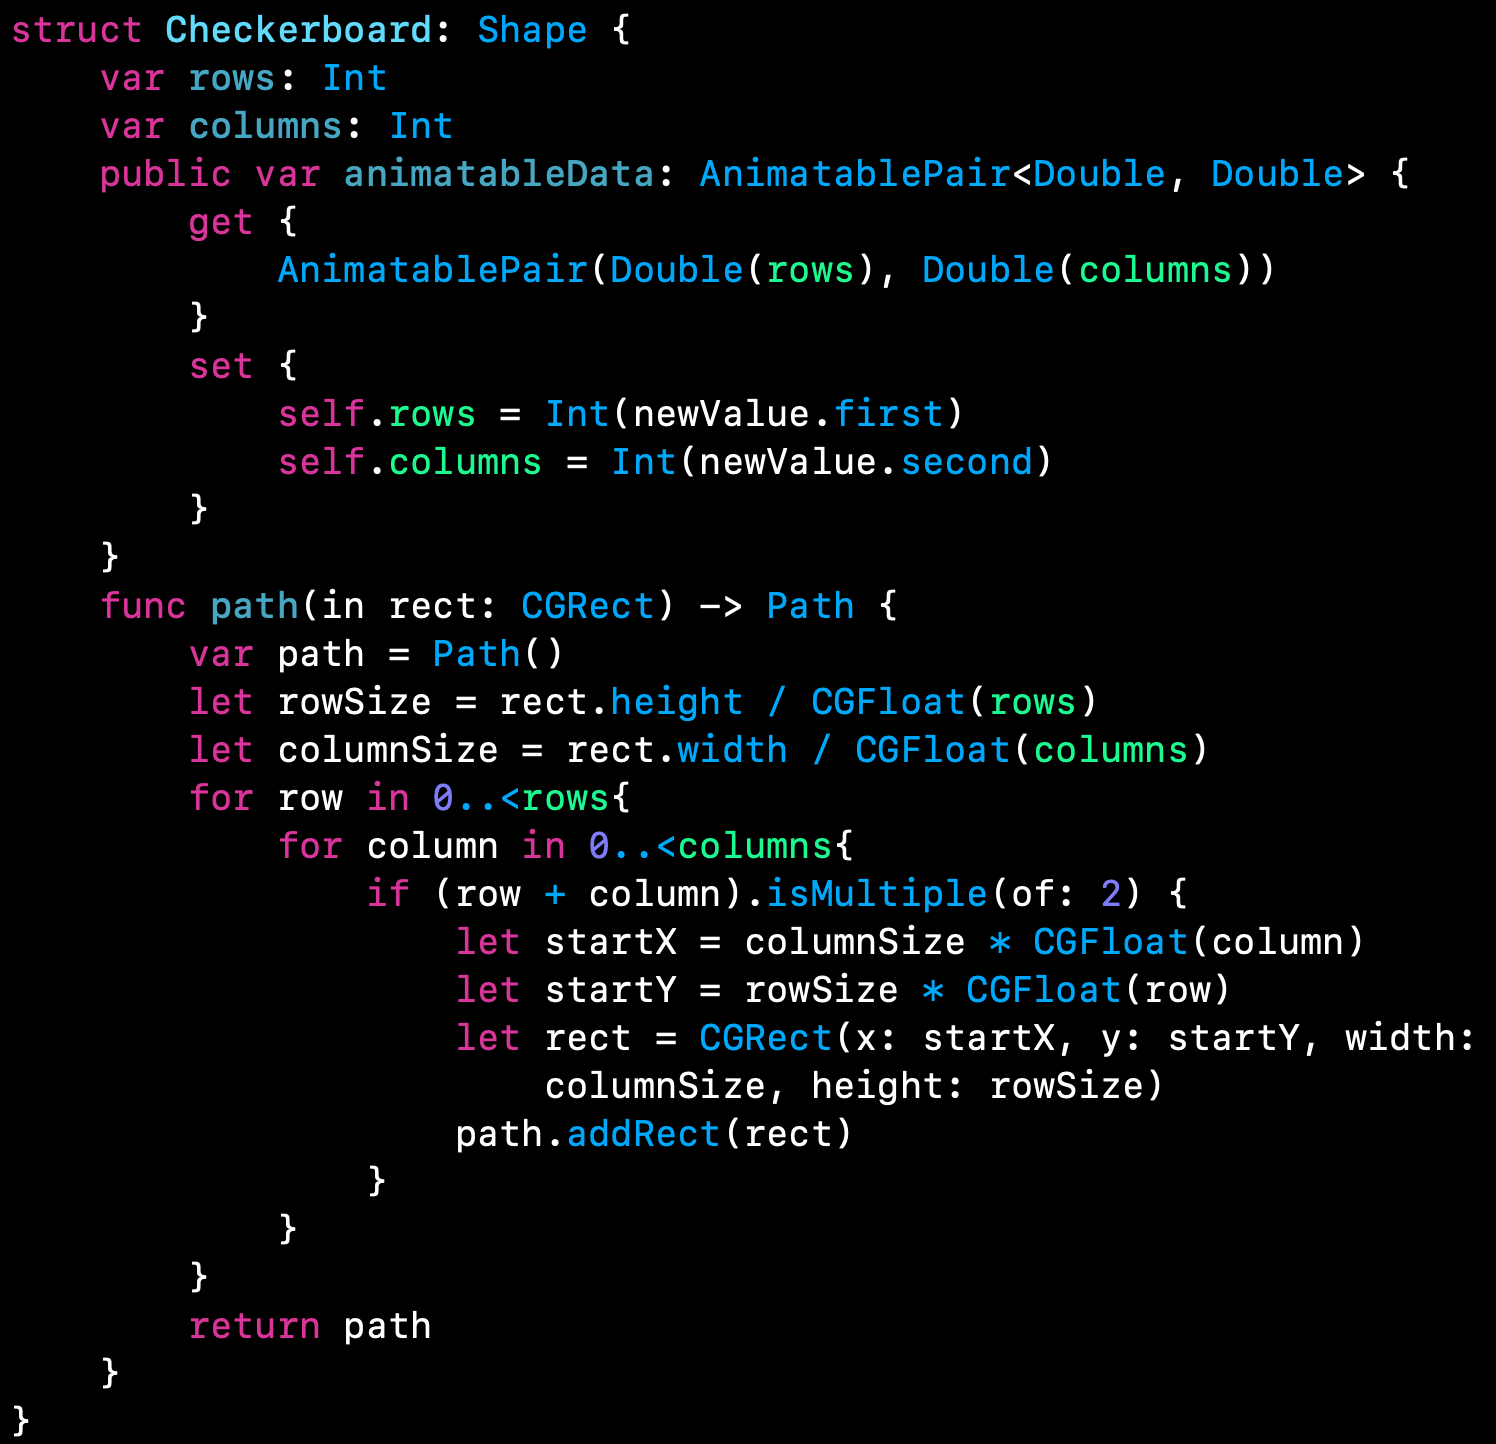 struct Checkerboard: Shape {
    var rows: Int
    var columns: Int
    public var animatableData: AnimatablePair<Double, Double> {
        get {
            AnimatablePair(Double(rows), Double(columns))
        }
        set {
            self.rows = Int(newValue.first)
            self.columns = Int(newValue.second)
        }
    }
    func path(in rect: CGRect) -> Path {
        var path = Path()
        let rowSize = rect.height / CGFloat(rows)
        let columnSize = rect.width / CGFloat(columns)
        for row in 0..<rows{
            for column in 0..<columns{
                if (row + column).isMultiple(of: 2) {
                    let startX = columnSize * CGFloat(column)
                    let startY = rowSize * CGFloat(row)
                    let rect = CGRect(x: startX, y: startY, width:
                        columnSize, height: rowSize)
                    path.addRect(rect)
                }
            }
        }
        return path
    }
}